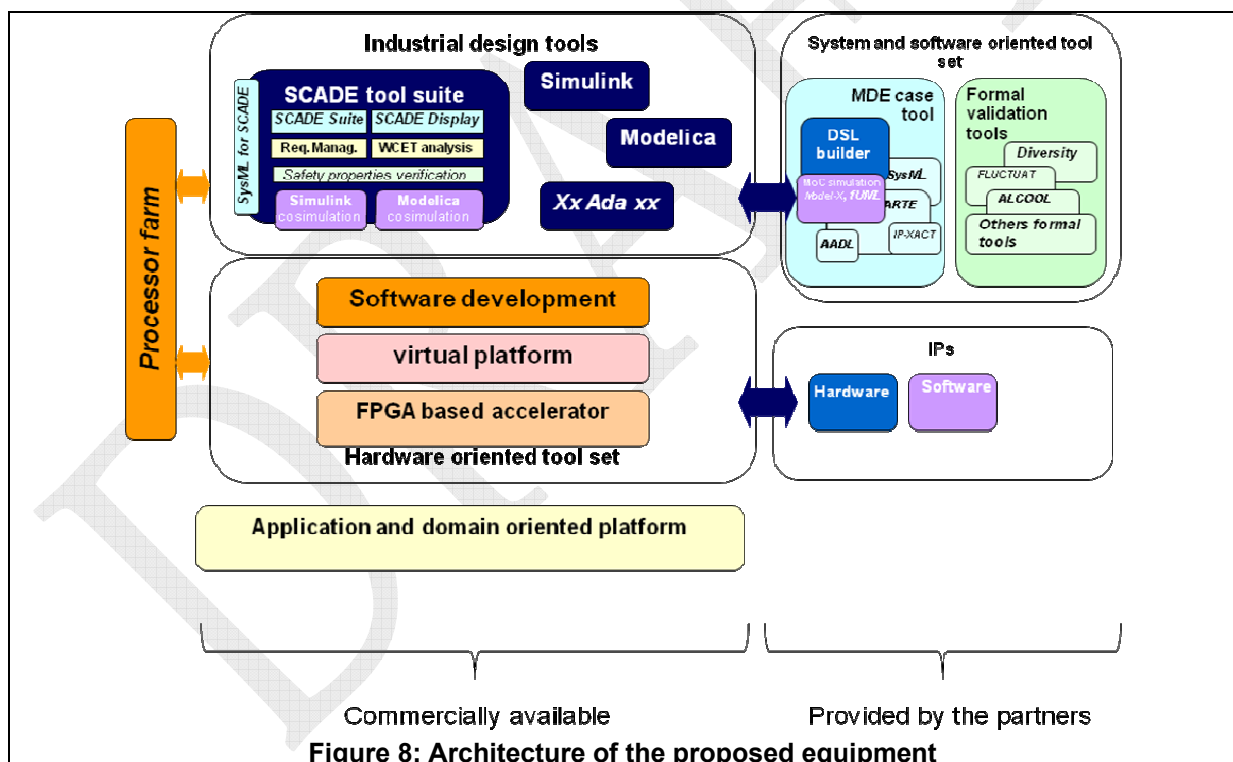 Industrial design tools
SCADE tool suite
SysML for SCADE
SCADE Suite
SCADE Display
Req.Manag.
WCET analysis
Safety properties verification
Simulink
cosimulation
Modelica
cosimulation
Simulink
Modelica
Xx Ada xx
System and software oriented tool
set
MDE case
tool
DSL
builder
SysML
MoC simulation
Model-X, fUML
ARTE
AADL
IP-XACT
Formal
validation
tools
Diversity
FLUCTUAT
ALCOOL
Others formal
tools
Processor farm
Software development
virtual platform
FPGA based accelerator
Hardware oriented tool set
IPs
Hardware
Software
Application and domain oriented platform
Commercially available
Provided by the partners
Figure 8: Architecture of the proposed equipment